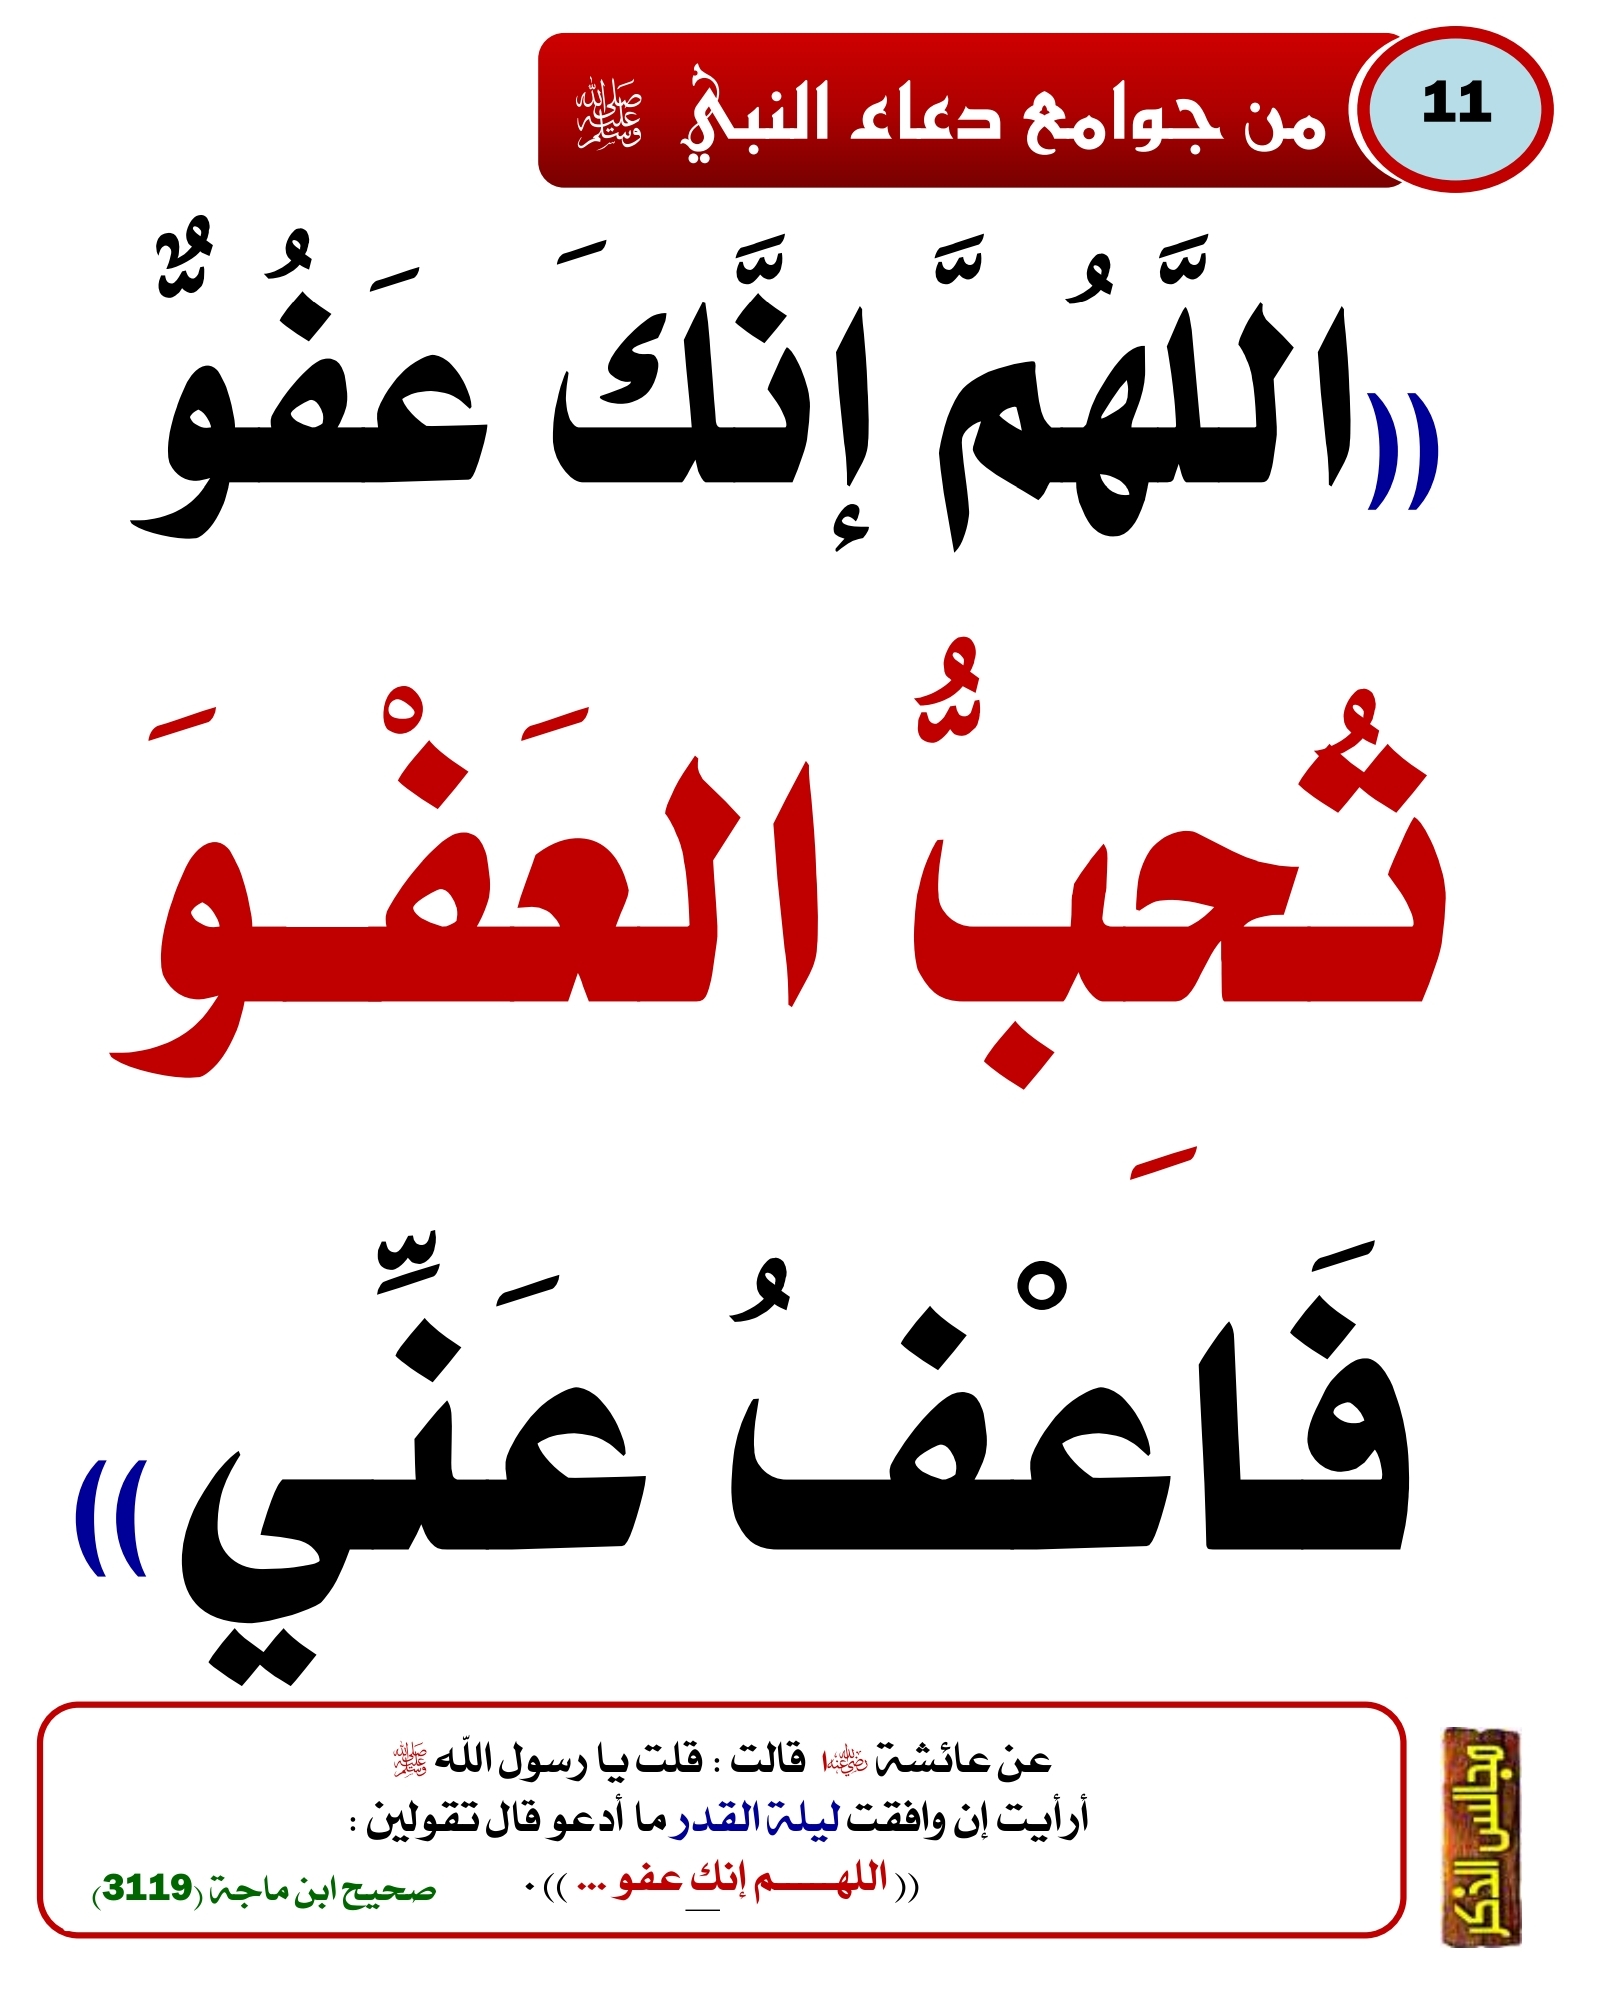 11
من جوامع دعاء النبي ﷺ
((اللَّهُمَّ إنَّكَ عَفُوٌّ
تُحبُّ العَفْوَ
فَاعْفُ عَنِّي))
عن عائشة رضي الله عنها قالت : قلت يا رسول الله ﷺ
أرأيت إن وافقت ليلة القدر ما أدعو قال تقولين :
(( اللهـــم إنك عفو ... )) .
صحيح ابن ماجة (3119)
مجالس الذكر